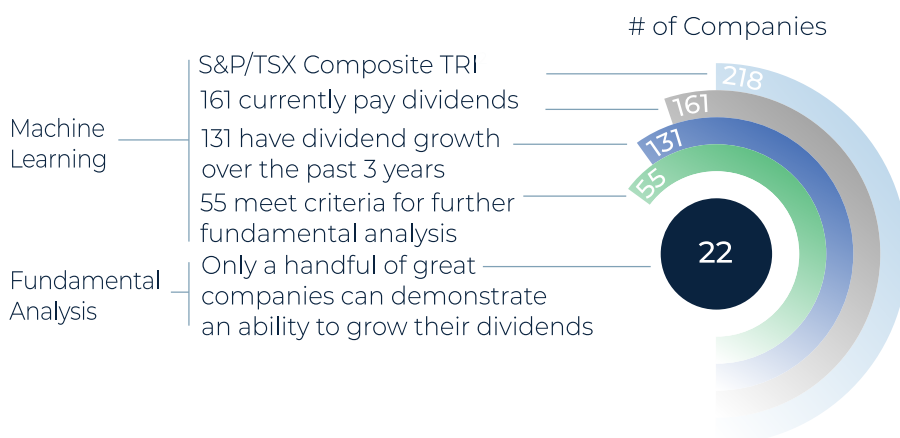 # of Companies
Machine
Learning
S&P/TSX Composite TRI
161 currently pay dividends
131 have dividend growth
over the past 3 years
55 meet criteria for further
fundamental analysis
Fundamental
Analysis
Only a handful of great
companies can demonstrate
an ability to grow their dividends
218
161
131
55
22